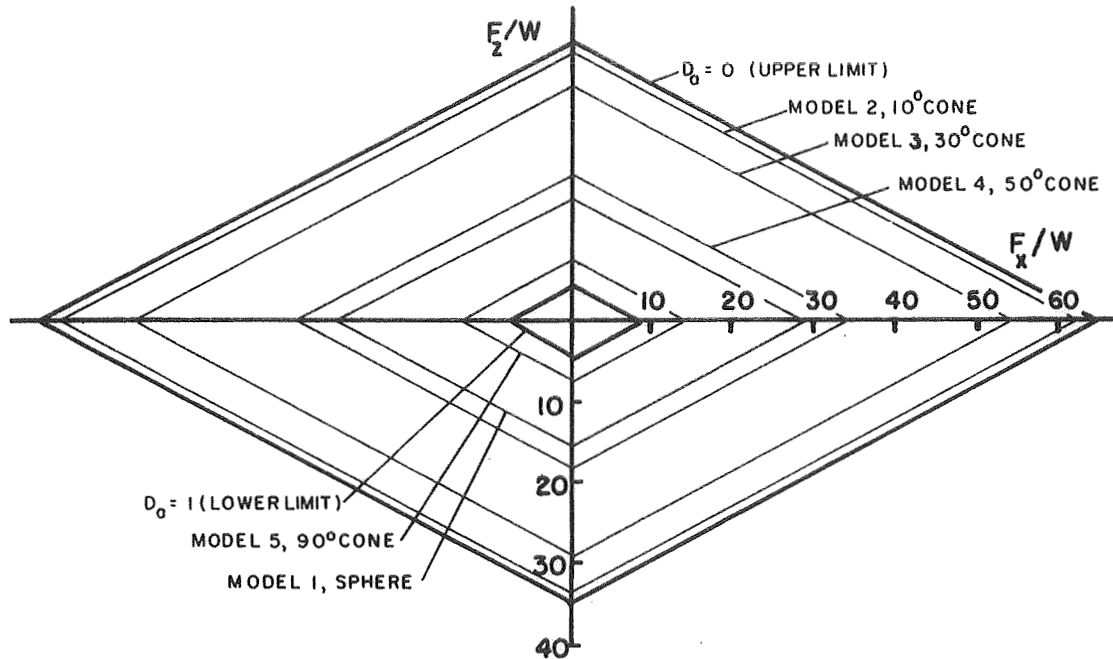 F_z/W
D_a = 0 (UPPER LIMIT)
MODEL 2, 10° CONE
MODEL 3, 30° CONE
MODEL 4, 50° CONE
F_x/W
10 20 30 40 50 60
10
20
30
40
D_a = 1 (LOWER LIMIT)
MODEL 5, 90° CONE
MODEL 1, SPHERE